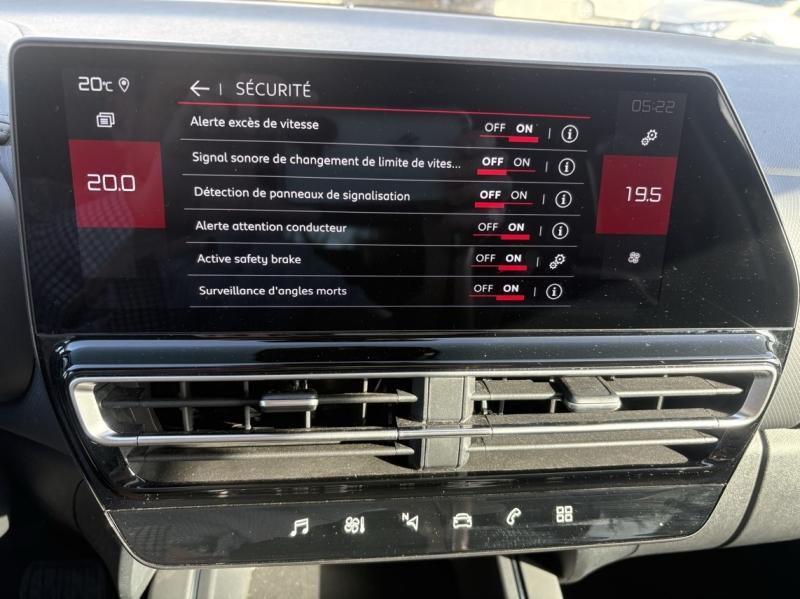 20°C
SÉCURITÉ
05:22
20.0
19.5
Alerte excès de vitesse OFF ON
Signal sonore de changement de limite de vites... OFF ON
Détection de panneaux de signalisation OFF ON
Alerte attention conducteur OFF ON
Active safety brake OFF ON
Surveillance d'angles morts OFF ON
N